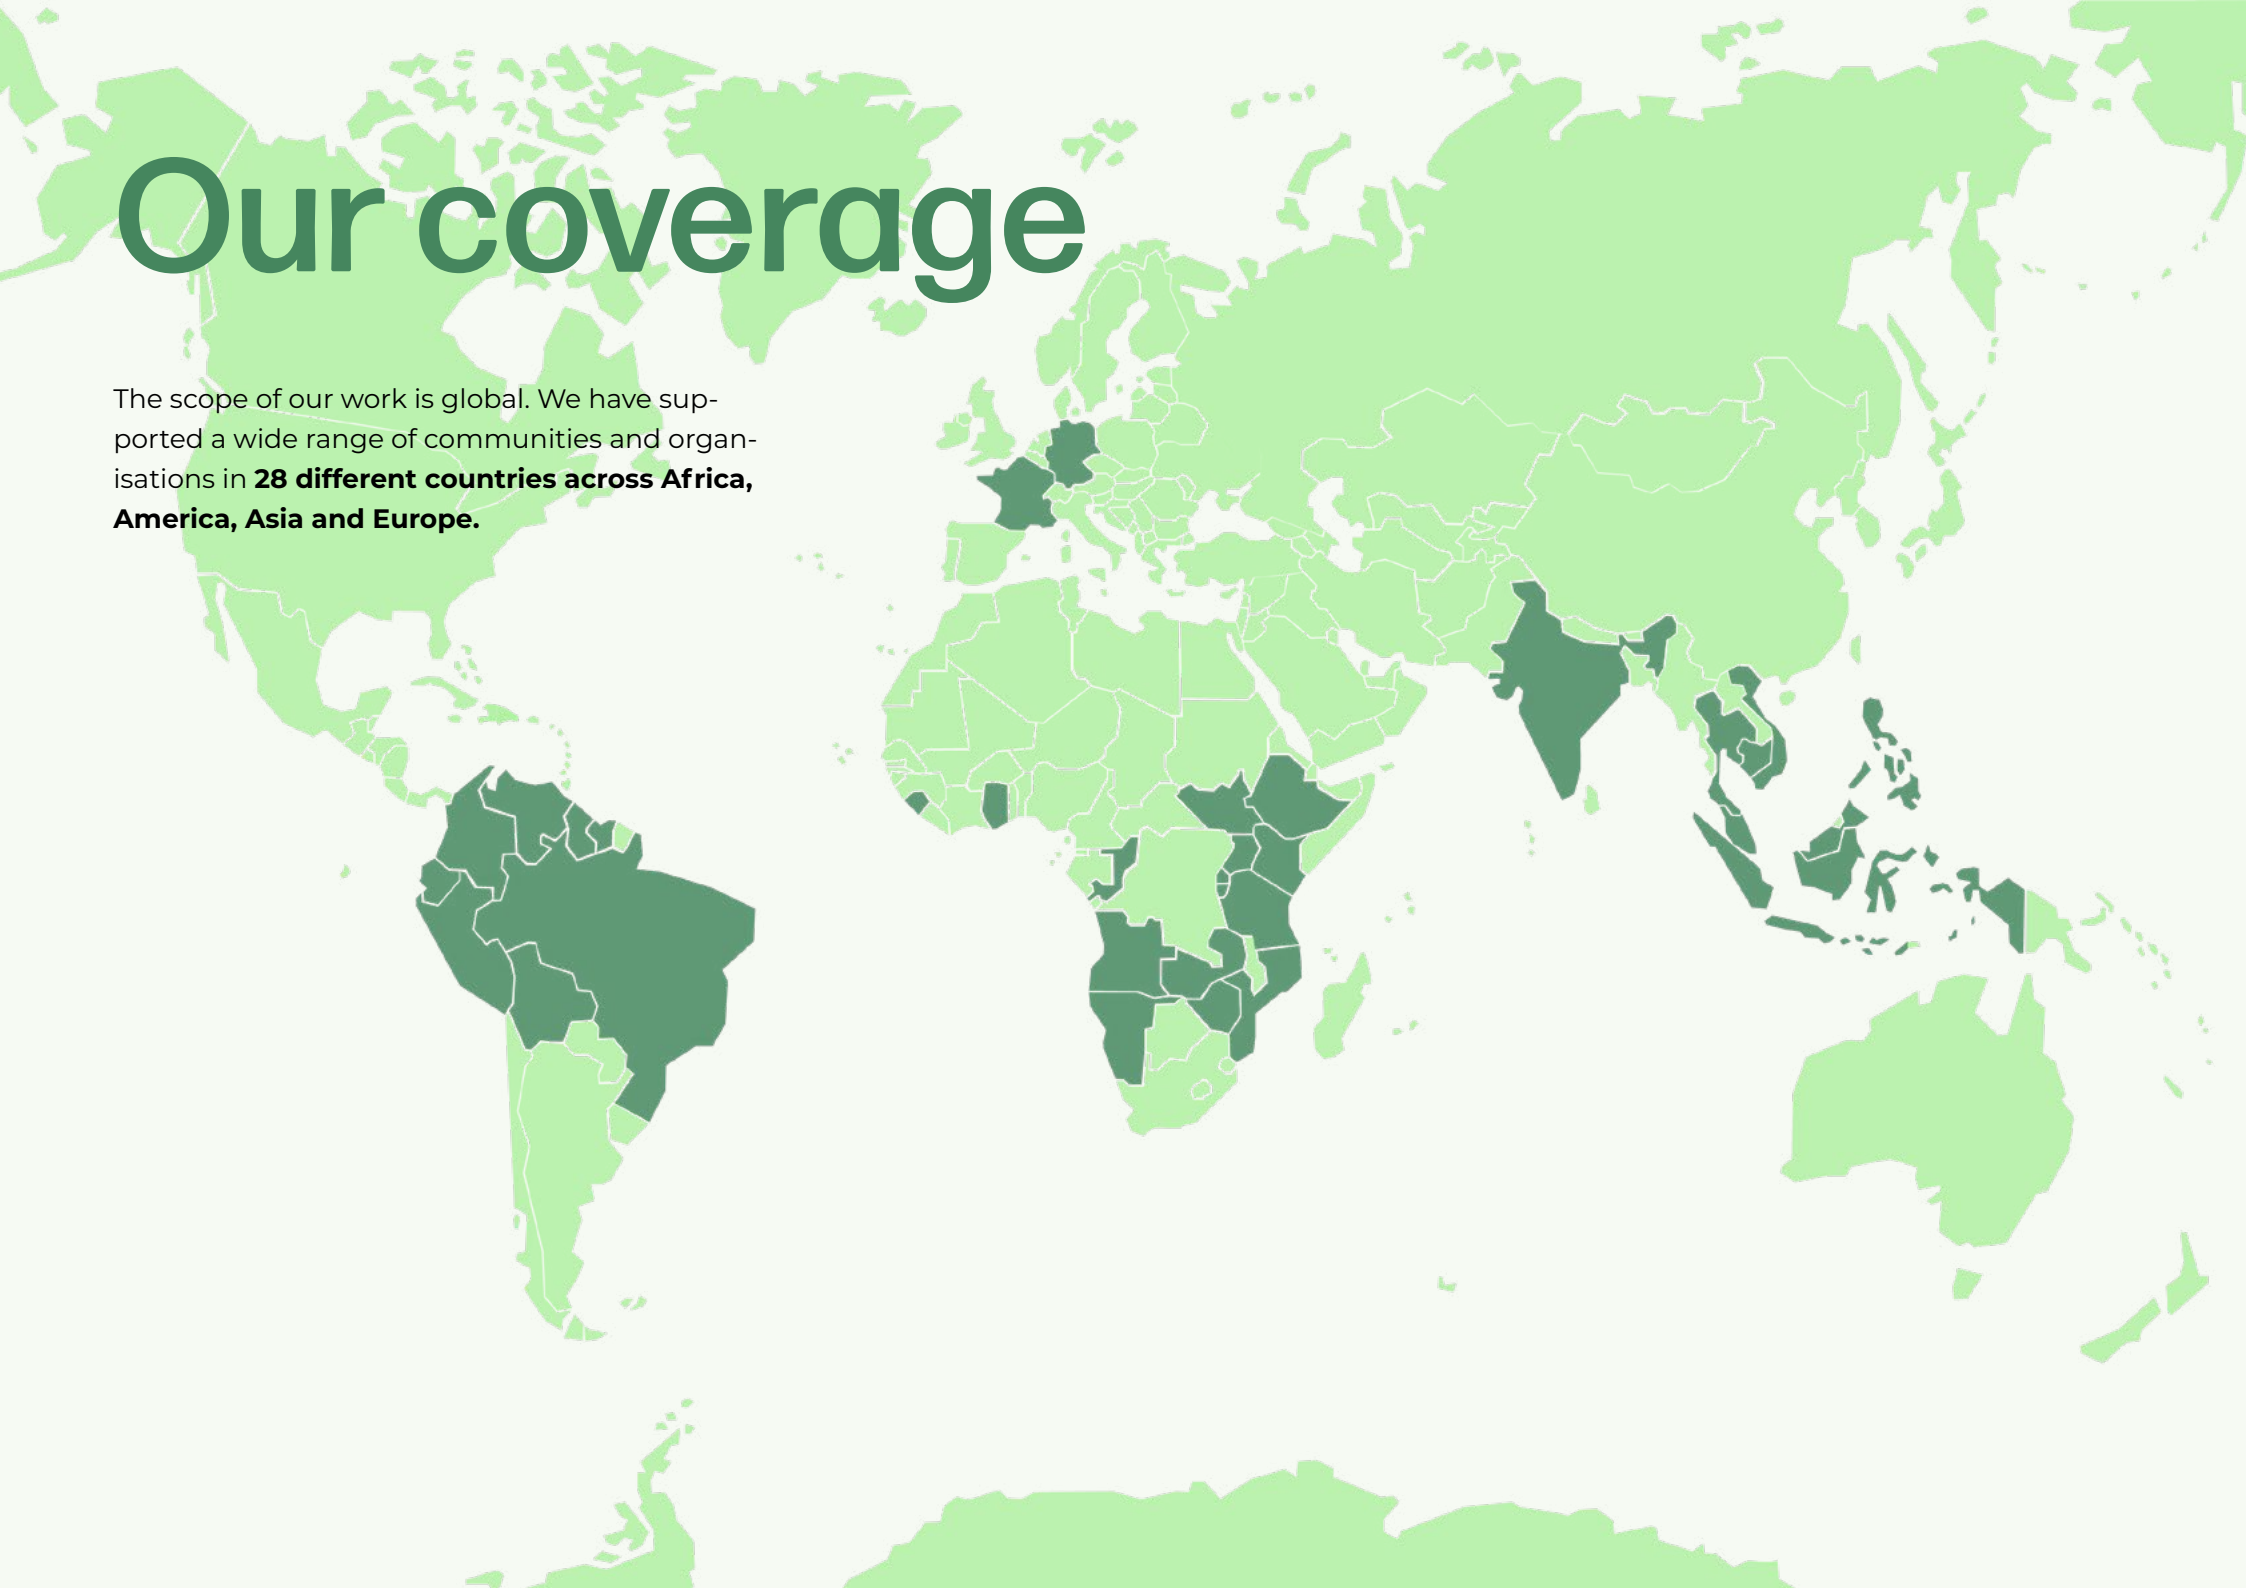 Our coverage
The scope of our work is global. We have sup-
ported a wide range of communities and organ-
isations in 28 different countries across Africa,
America, Asia and Europe.